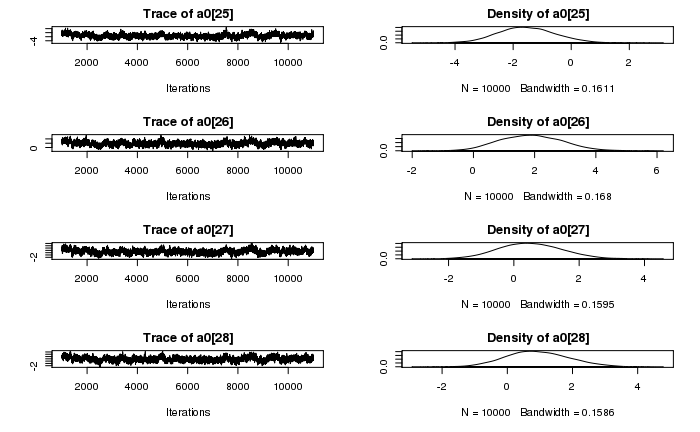 Trace of a0[25]
-4
2000 4000 6000 8000 10000
Iterations
Density of a0[25]
0.0
-4 -2 0 2
N = 10000 Bandwidth = 0.1611
Trace of a0[26]
0
2000 4000 6000 8000 10000
Iterations
Density of a0[26]
0.0
-2 0 2 4 6
N = 10000 Bandwidth = 0.168
Trace of a0[27]
-2
2000 4000 6000 8000 10000
Iterations
Density of a0[27]
0.0
-2 0 2 4
N = 10000 Bandwidth = 0.1595
Trace of a0[28]
-2
2000 4000 6000 8000 10000
Iterations
Density of a0[28]
0.0
-2 0 2 4
N = 10000 Bandwidth = 0.1586